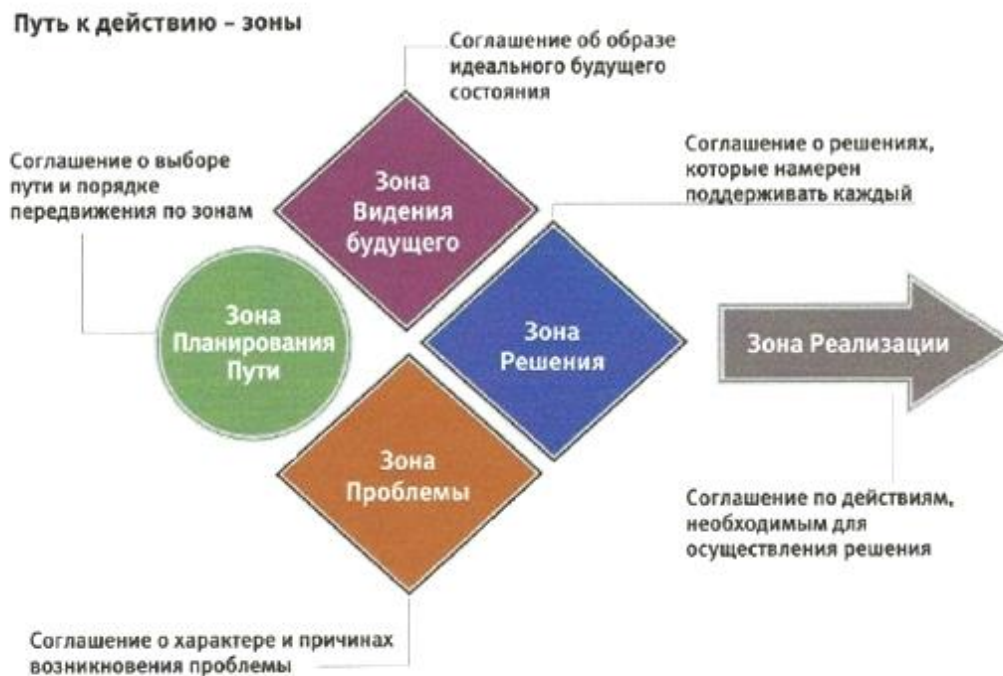 Путь к действию – зоны
Соглашение об образе
идеального будущего
состояния
Соглашение о выборе
пути и порядке
передвижения по зонам
Соглашение о решениях,
которые намерен
поддерживать каждый
Зона
Видения
будущего
Зона
Планирования
Пути
Зона
Решения
Зона Реализации
Зона
Проблемы
Соглашение по действиям,
необходимым для
осуществления решения
Соглашение о характере и причинах
возникновения проблемы